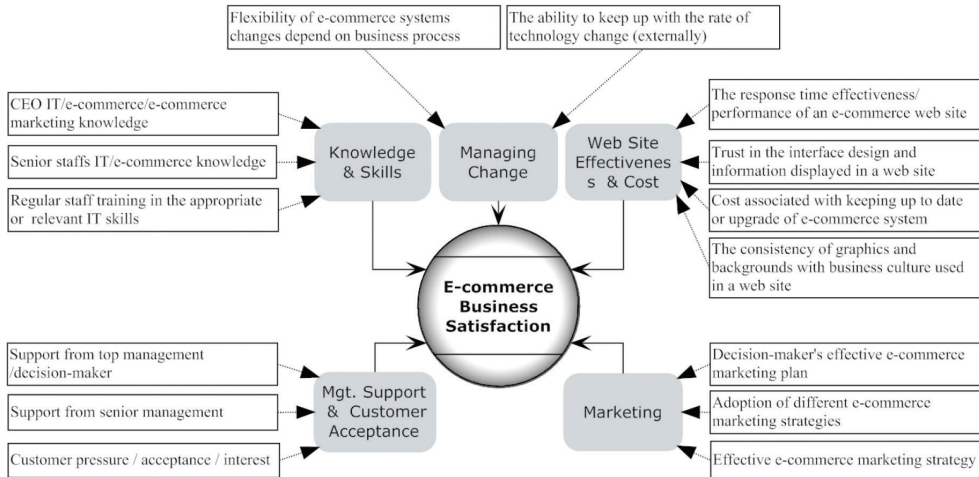 Flexibility of e-commerce systems
changes depend on business process
The ability to keep up with the rate of
technology change (externally)
CEO IT/e-commerce/e-commerce
marketing knowledge
Senior staffs IT/e-commerce knowledge
Regular staff training in the appropriate
or relevant IT skills
Knowledge
& Skills
Managing
Change
Web Site
Effectivenes
s & Cost
The response time effectiveness/
performance of an e-commerce web site
Trust in the interface design and
information displayed in a web site
Cost associated with keeping up to date
or upgrade of e-commerce system
The consistency of graphics and
backgrounds with business culture used
in a web site
E-commerce
Business
Satisfaction
Support from top management
/decision-maker
Support from senior management
Customer pressure / acceptance / interest
Mgt. Support
& Customer
Acceptance
Marketing
Decision-maker's effective e-commerce
marketing plan
Adoption of different e-commerce
marketing strategies
Effective e-commerce marketing strategy